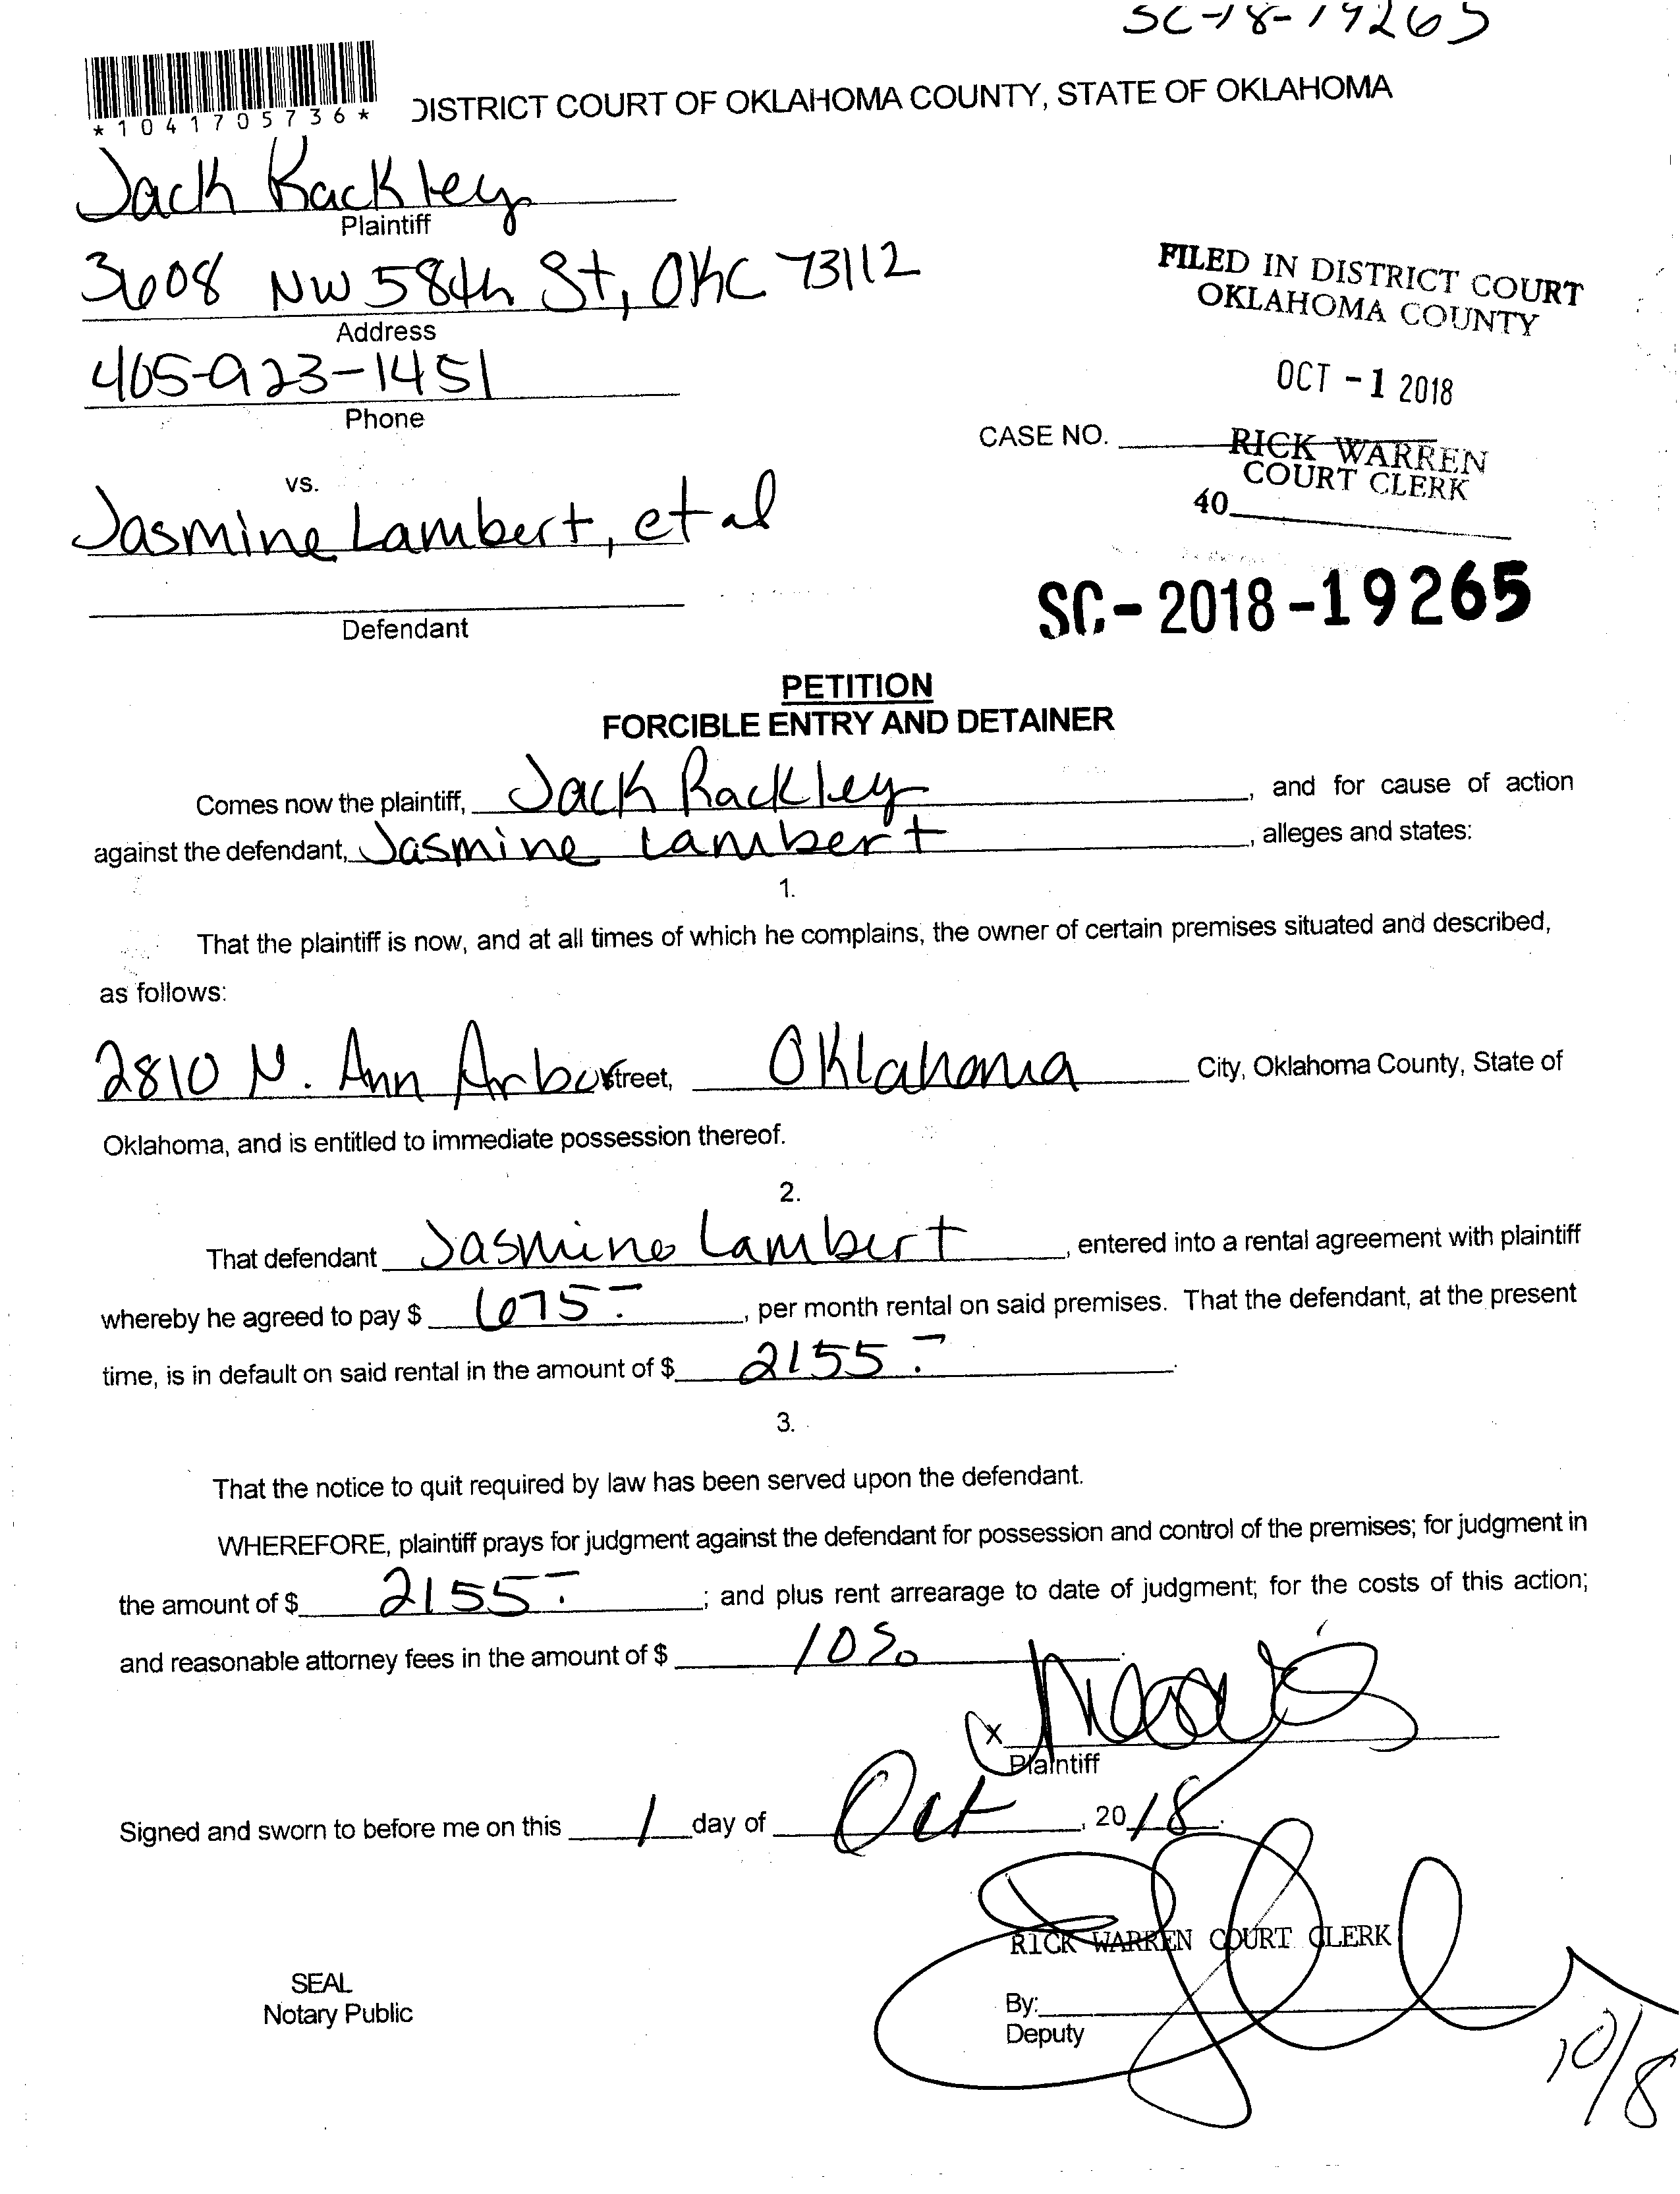 SC-18-19265
*1041705736*
DISTRICT COURT OF OKLAHOMA COUNTY, STATE OF OKLAHOMA
Jack Rackley
Plaintiff
3608 NW 58th St, OKC 73112
Address
405-923-1451
Phone
FILED IN DISTRICT COURT
OKLAHOMA COUNTY
OCT -1 2018
CASE NO.
RICK WARREN
COURT CLERK
40
vs.
Jasmine Lambert, et al
Defendant
SC-2018-19265
PETITION
FORCIBLE ENTRY AND DETAINER
Comes now the plaintiff, Jack Rackley, and for cause of action
against the defendant, Jasmine Lambert, alleges and states:
1.
That the plaintiff is now, and at all times of which he complains, the owner of certain premises situated and described,
as follows:
2810 N. Ann Arbor Street, Oklahoma City, Oklahoma County, State of
Oklahoma, and is entitled to immediate possession thereof.
2.
That defendant Jasmine Lambert, entered into a rental agreement with plaintiff
whereby he agreed to pay $ 675.-, per month rental on said premises. That the defendant, at the present
time, is in default on said rental in the amount of $ 2155.-.
3.
That the notice to quit required by law has been served upon the defendant.
WHEREFORE, plaintiff prays for judgment against the defendant for possession and control of the premises; for judgment in
the amount of $ 2155.-; and plus rent arrearage to date of judgment; for the costs of this action;
and reasonable attorney fees in the amount of $ 10%.
X
Plaintiff
Signed and sworn to before me on this 1 day of Oct, 2018.
RICK WARREN COURT CLERK
SEAL
Notary Public
By:
Deputy
10/8